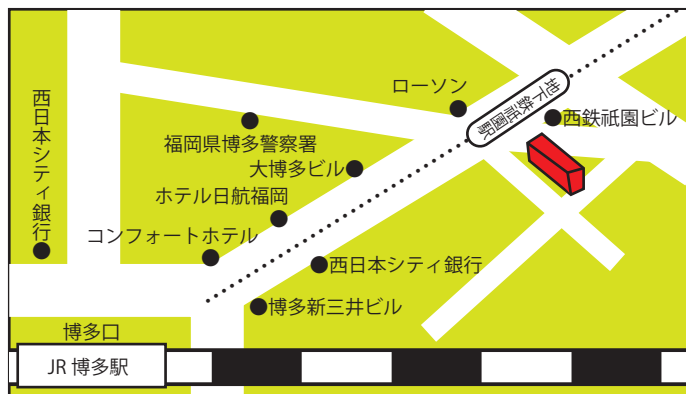 ローソン
地下鉄祇園駅
西鉄祇園ビル
福岡県博多警察署
大博多ビル
ホテル日航福岡
西日本シティ銀行
コンフォートホテル
西日本シティ銀行
博多新三井ビル
博多口
JR 博多駅